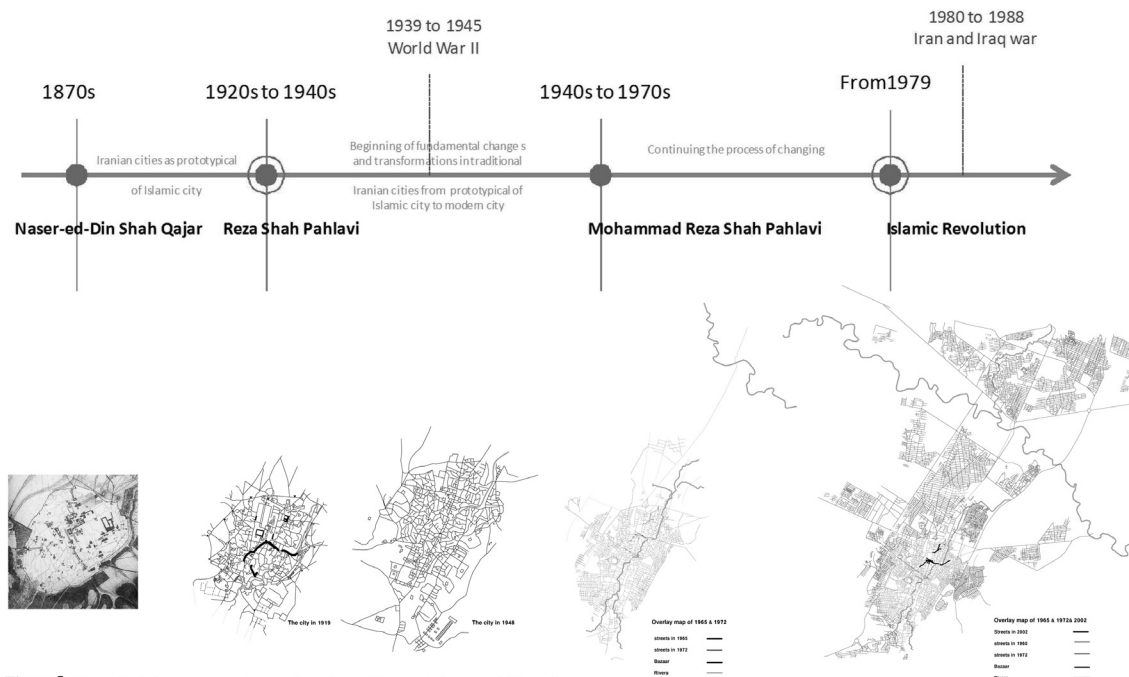 1939 to 1945
World War II
1980 to 1988
Iran and Iraq war
1870s
1920s to 1940s
1940s to 1970s
From1979
Iranian cities as prototypical
of Islamic city
Beginning of fundamental change s
and transformations in traditional
Iranian cities from prototypical of
Islamic city to modern city
Continuing the process of changing
Naser-ed-Din Shah Qajar
Reza Shah Pahlavi
Mohammad Reza Shah Pahlavi
Islamic Revolution
The city in 1919
The city in 1948
Overlay map of 1965 & 1972
streets in 1965
streets in 1972
Bazaar
Rivers
Overlay map of 1965 & 1972& 2002
Streets in 2002
streets in 1965
streets in 1972
Bazaar